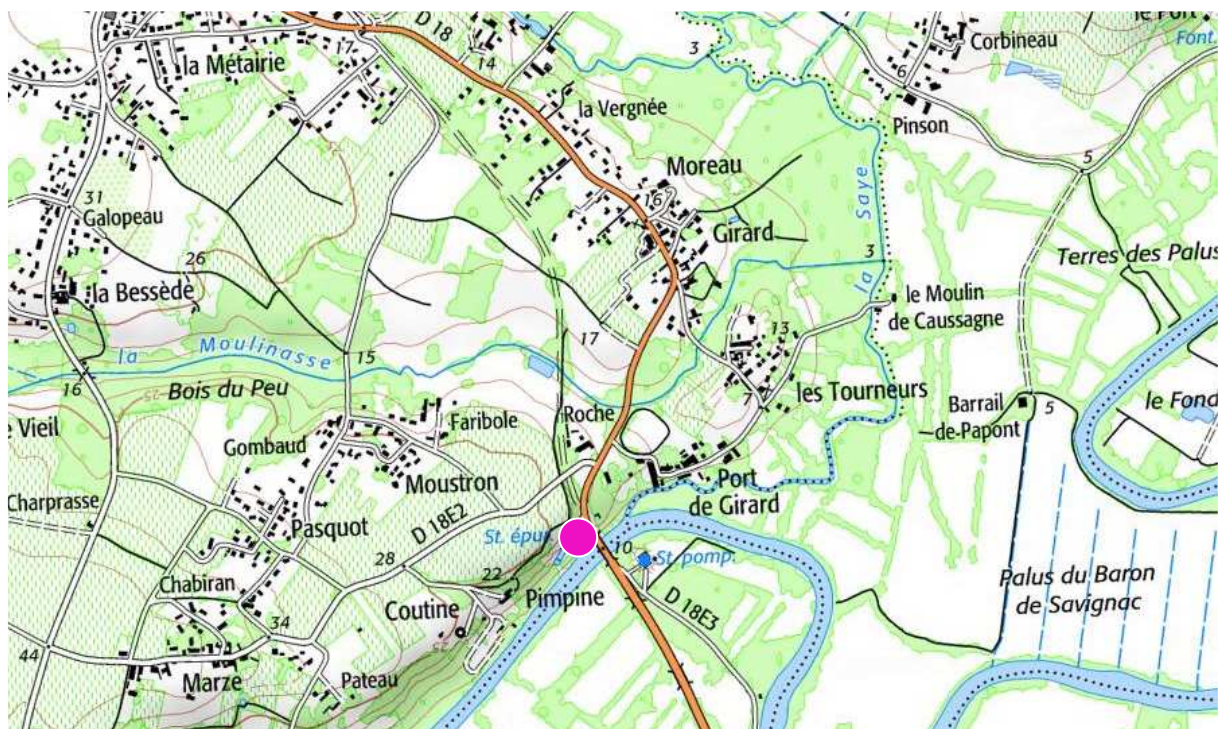 D 18
3
le Port
Corbineau
Font.
17
la Métairie
14
6
la Vergnée
Pinson
Moreau
5
31
16
la Saye
Galopeau
Girard
26
3
Terres des Palus
la Bessède
le Moulin
de Caussagne
17
13
la Moulinasse
15
16
Bois du Peu
25
les Tourneurs
7
Barrail
de-Papont
5
le Fond
Roche
Faribole
e Vieil
Gombaud
Port
de Girard
Moustron
Charprasse
D 18E2
Pasquot
St. épur.
10
St. pomp.
28
Chabiran
22
Pimpine
Palus du Baron
de Savignac
Coutine
D 18E3
34
25
44
Marze
Pateau